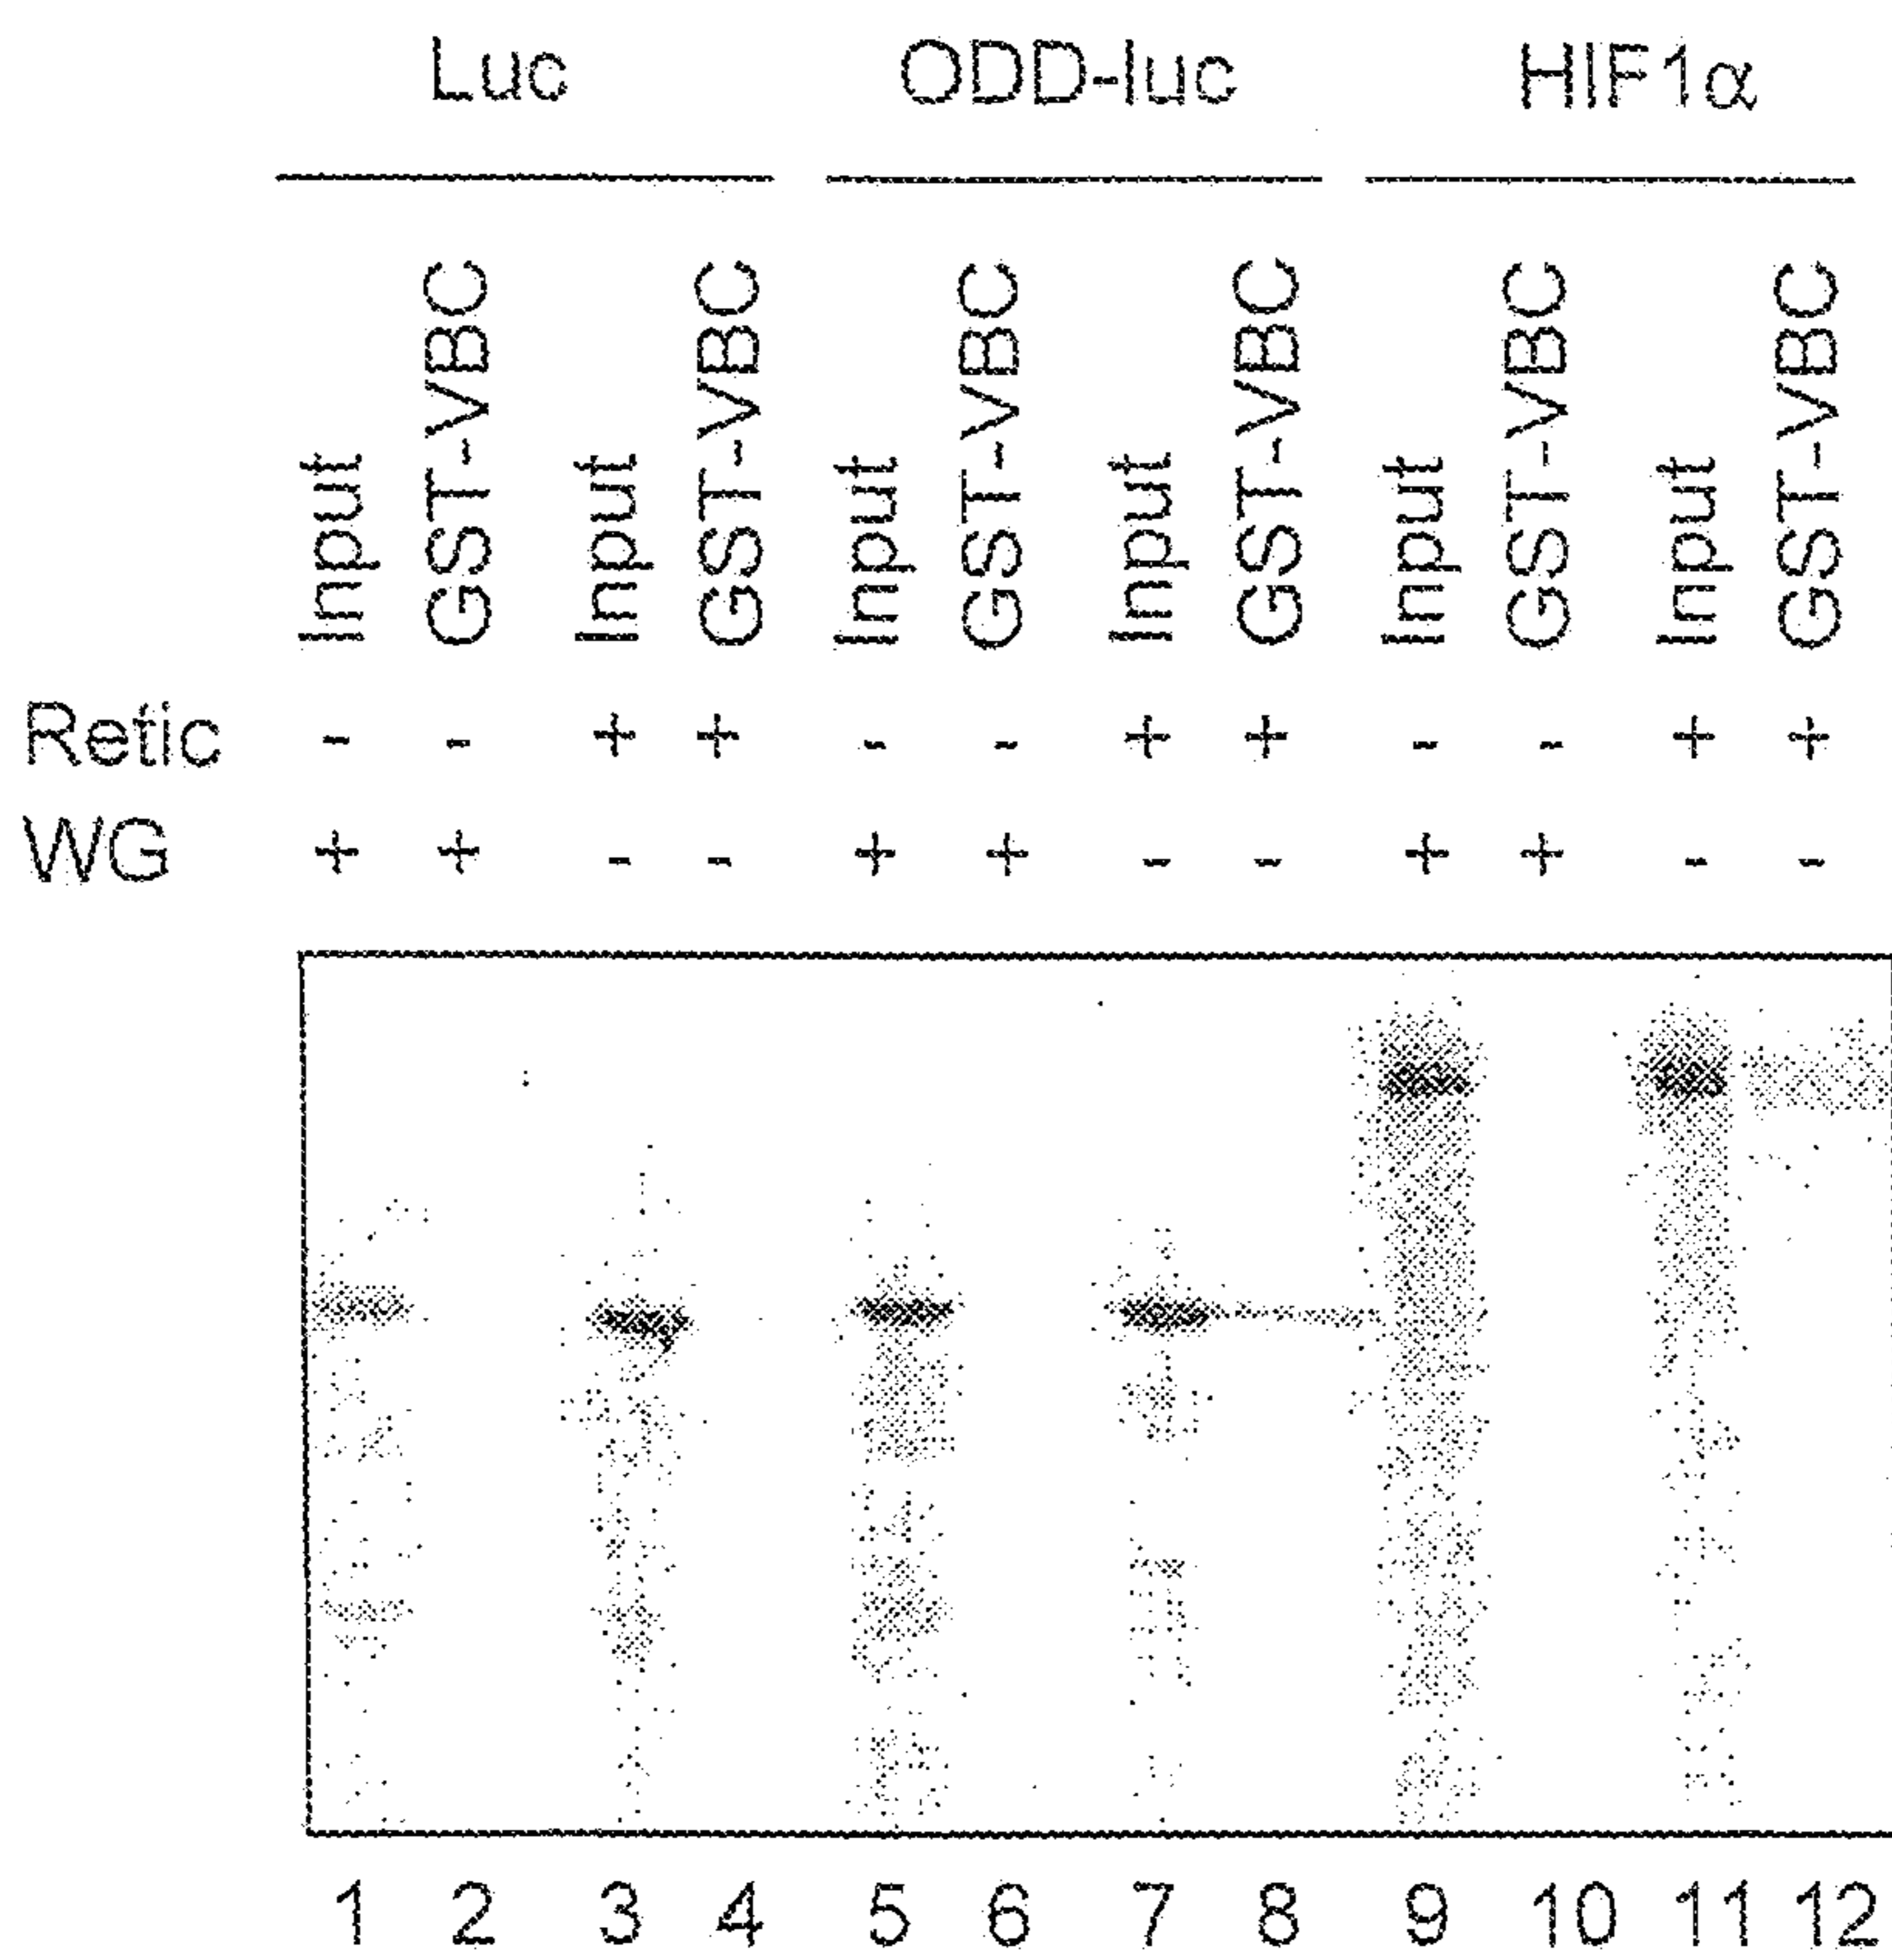 Luc ODD-luc HIF1α
Input GST-VBC Input GST-VBC Input GST-VBC Input GST-VBC Input GST-VBC Input GST-VBC
Retic - - + + - - + + - - + +
WG + + - - + + - - + + - -
1 2 3 4 5 6 7 8 9 10 11 12